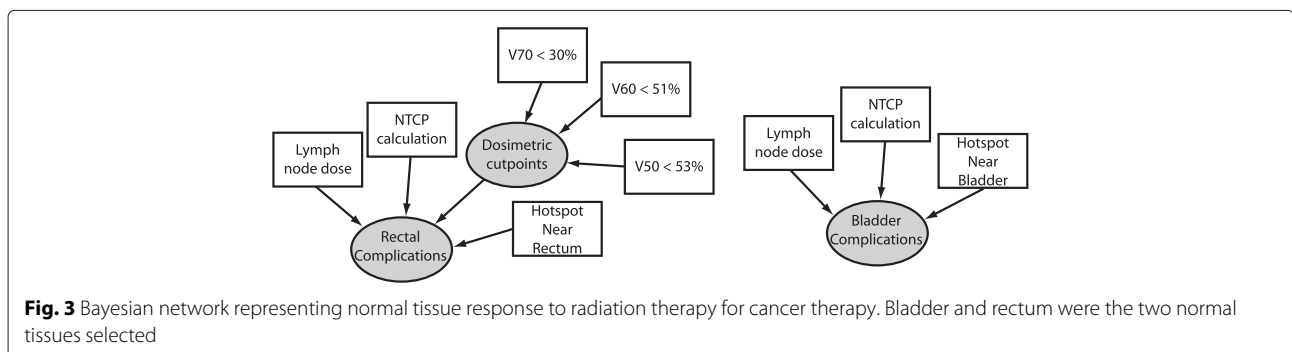 V70 < 30%
V60 < 51%
NTCP
calculation
Lymph
node dose
Dosimetric
cutpoints
V50 < 53%
Hotspot
Near
Rectum
Rectal
Complications
NTCP
calculation
Lymph
node dose
Hotspot
Near
Bladder
Bladder
Complications
Fig. 3 Bayesian network representing normal tissue response to radiation therapy for cancer therapy. Bladder and rectum were the two normal
tissues selected